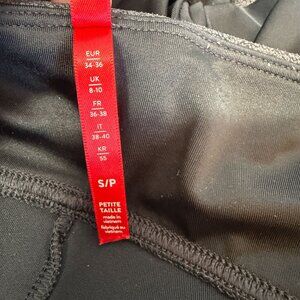 EUR
34-36
UK
8-10
FR
36-38
IT
38-40
KR
55
S/P
PETITE
TAILLE
made in
vietnam
fabriqué au
vietnam